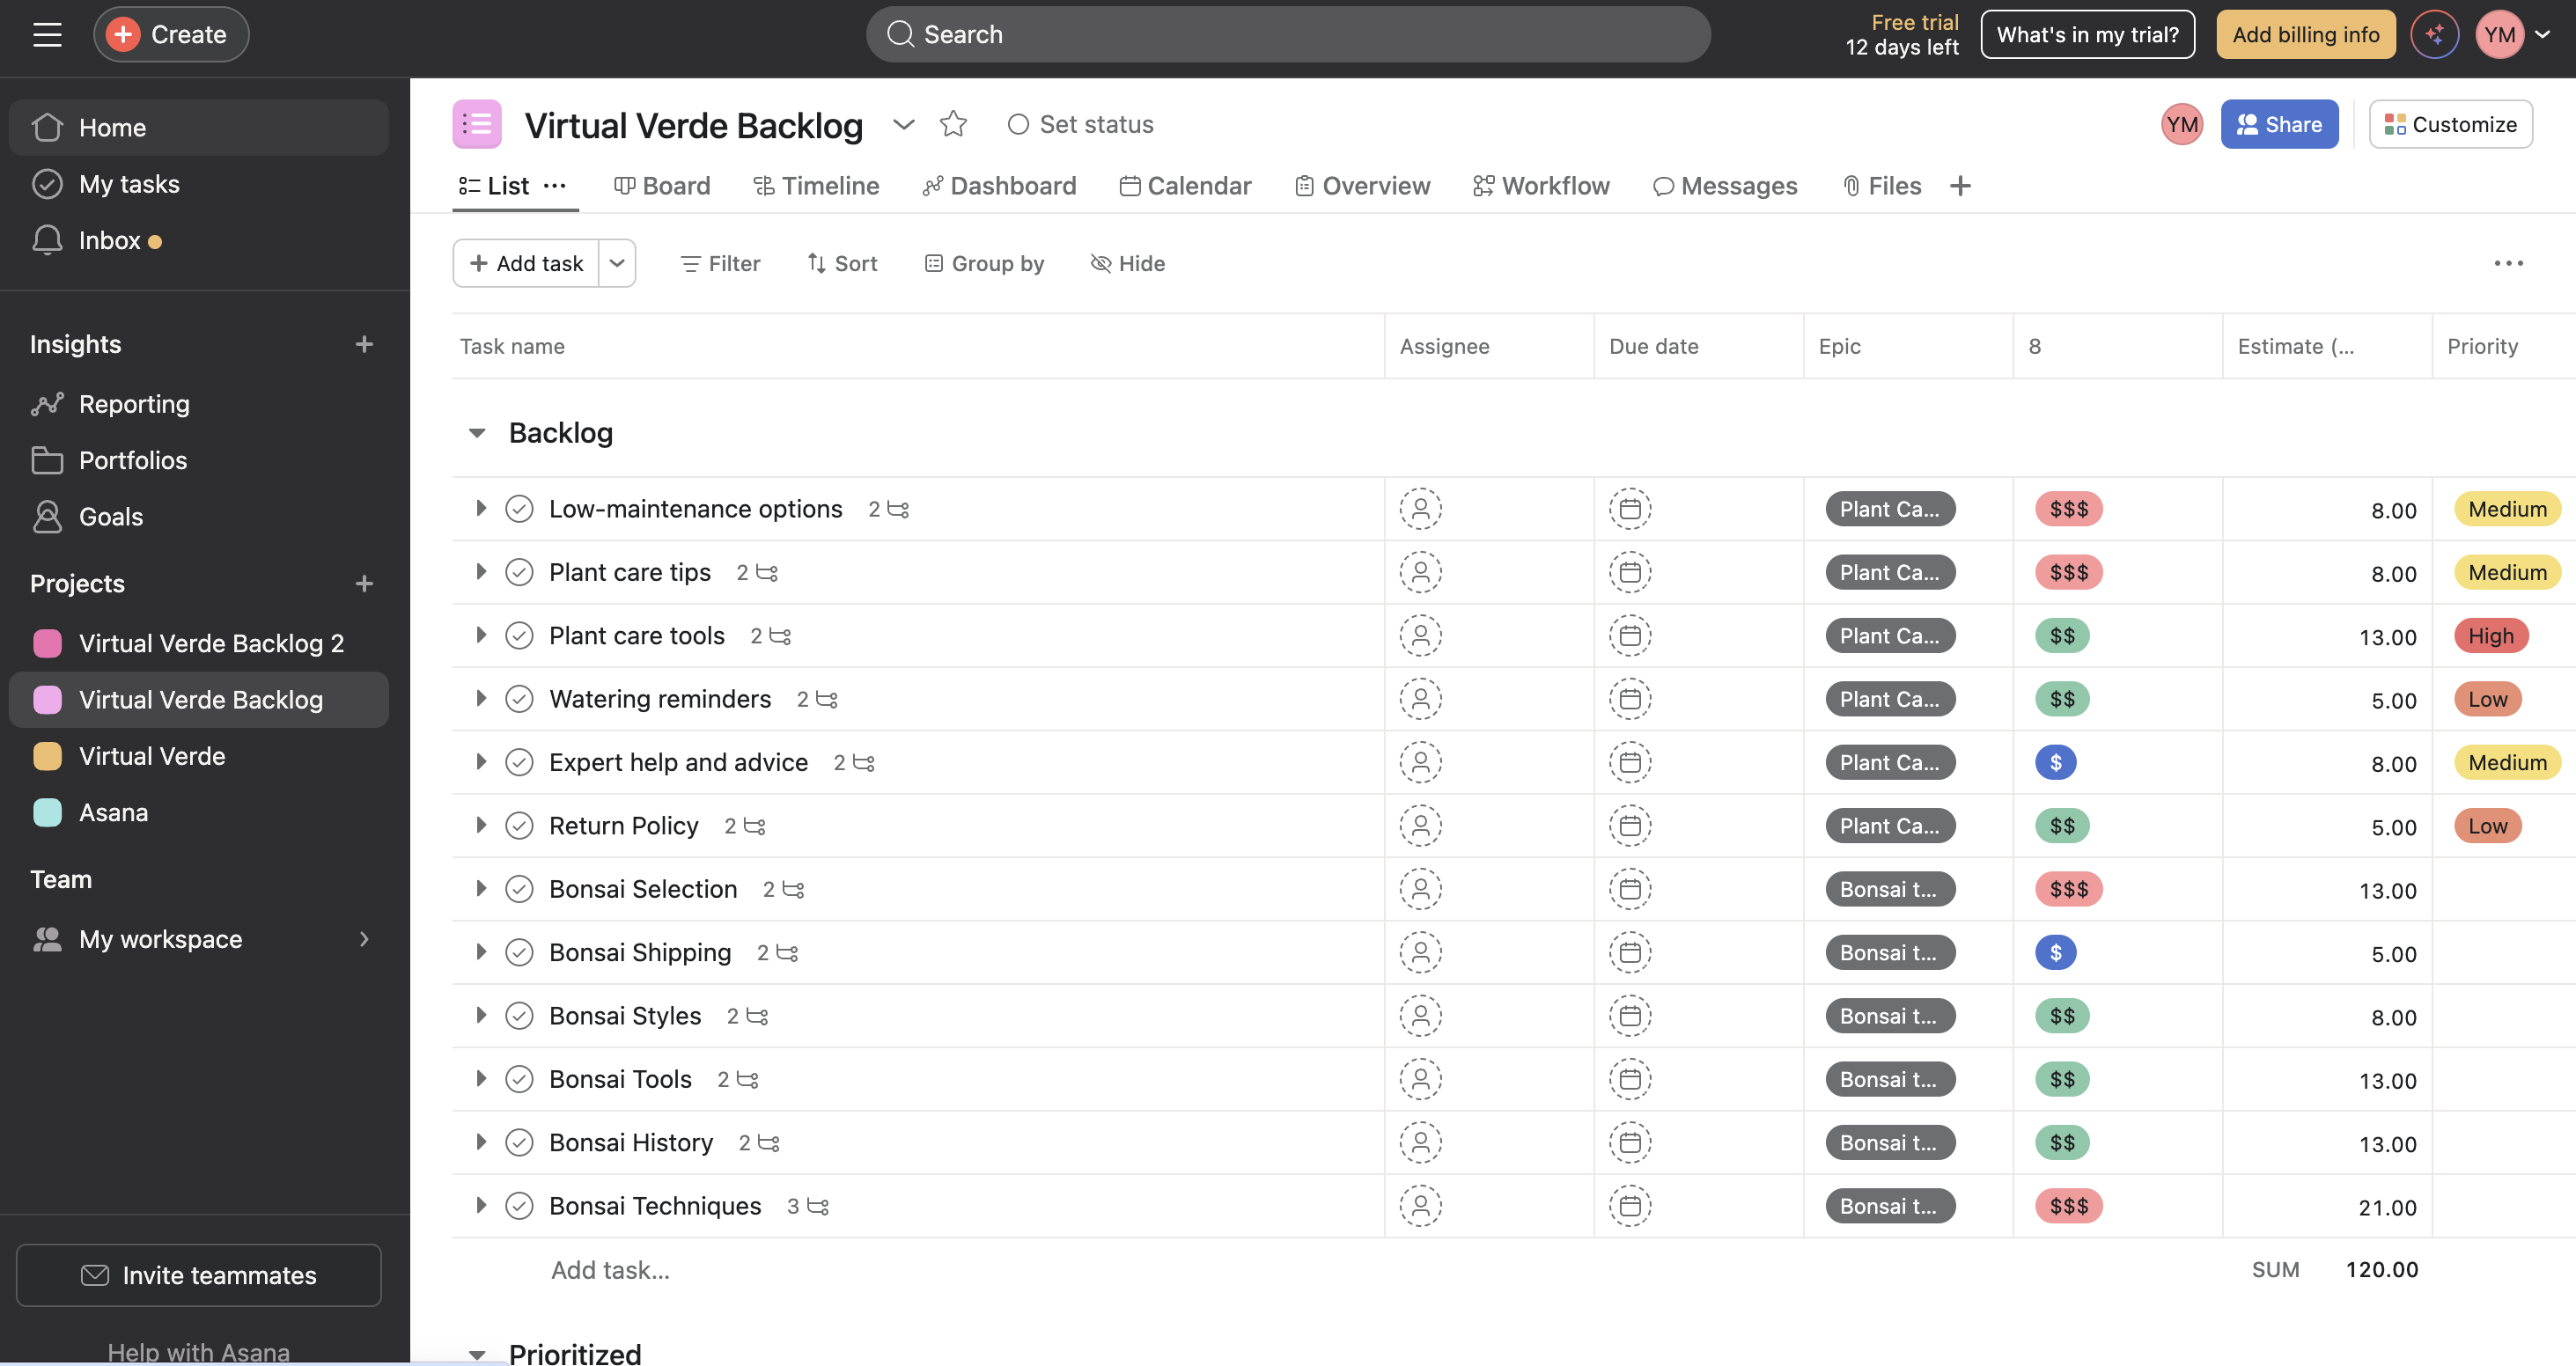 Create
Search
Free trial
12 days left
What's in my trial?
Add billing info
YM
Home
My tasks
Inbox
Insights
Reporting
Portfolios
Goals
Projects
Virtual Verde Backlog 2
Virtual Verde Backlog
Virtual Verde
Asana
Team
My workspace
Invite teammates
Help with Asana
Virtual Verde Backlog
Set status
YM
Share
Customize
List
Board
Timeline
Dashboard
Calendar
Overview
Workflow
Messages
Files
Add task
Filter
Sort
Group by
Hide
Task name Assignee Due date Epic 8 Estimate (... Priority
Backlog
Low-maintenance options 2 Plant Ca... $$$ 8.00 Medium
Plant care tips 2 Plant Ca... $$$ 8.00 Medium
Plant care tools 2 Plant Ca... $$ 13.00 High
Watering reminders 2 Plant Ca... $$ 5.00 Low
Expert help and advice 2 Plant Ca... $ 8.00 Medium
Return Policy 2 Plant Ca... $$ 5.00 Low
Bonsai Selection 2 Bonsai t... $$$ 13.00
Bonsai Shipping 2 Bonsai t... $ 5.00
Bonsai Styles 2 Bonsai t... $$ 8.00
Bonsai Tools 2 Bonsai t... $$ 13.00
Bonsai History 2 Bonsai t... $$ 13.00
Bonsai Techniques 3 Bonsai t... $$$ 21.00
Add task... SUM 120.00
Prioritized